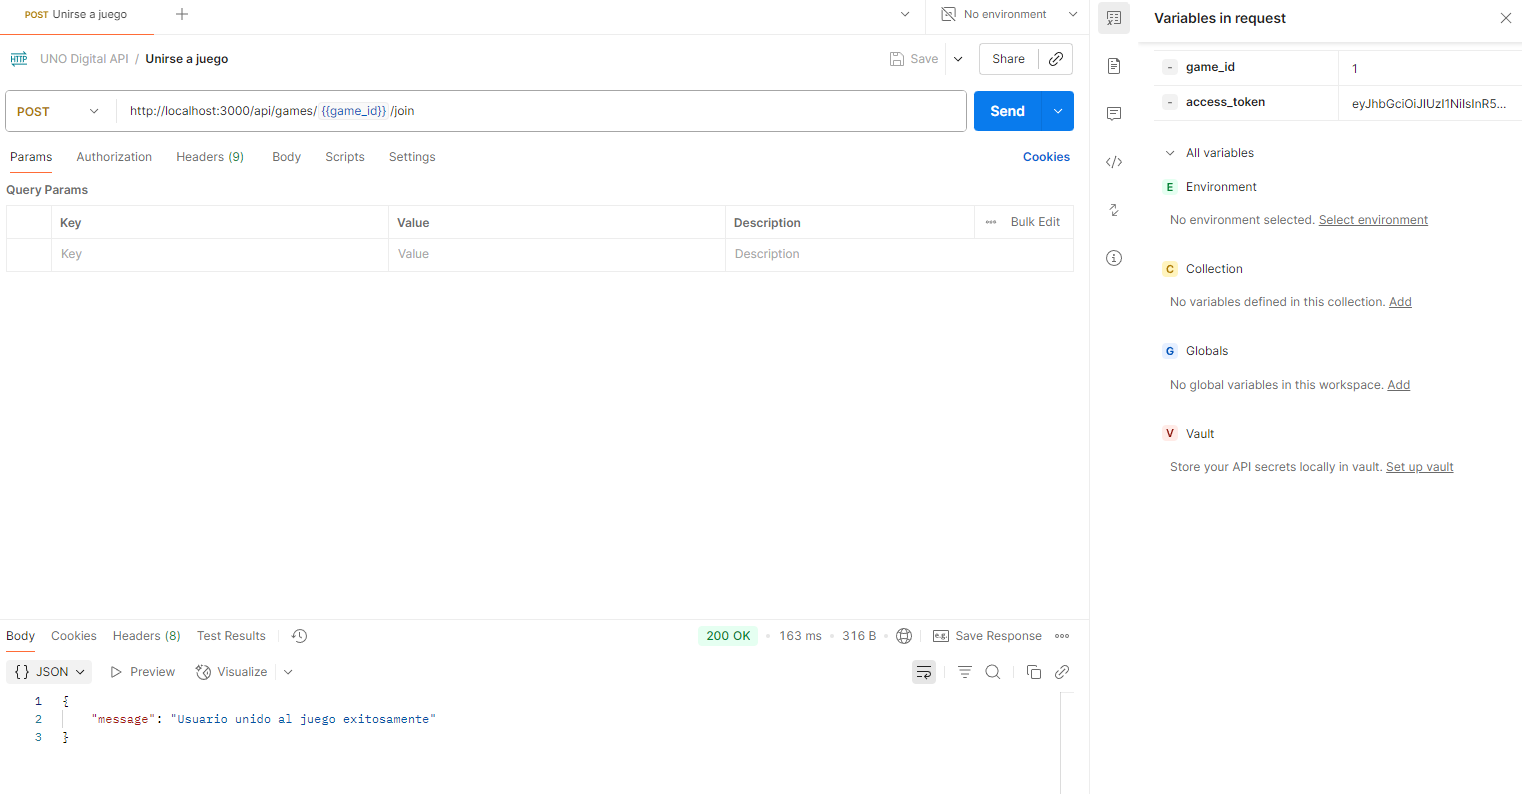 POST Unirse a juego
No environment
HTTP UNO Digital API / Unirse a juego
Save
Share
POST
http://localhost:3000/api/games/ {{game_id}} /join
Send
Params Authorization Headers (9) Body Scripts Settings
Cookies
Query Params
Key Value Description ••• Bulk Edit
Key Value Description
Body Cookies Headers (8) Test Results
200 OK • 163 ms • 316 B • e.g. Save Response •••
{} JSON Preview Visualize
1 {
2 "message": "Usuario unido al juego exitosamente"
3 }
Variables in request
- game_id 1
- access_token eyJhbGciOiJIUzI1NiIsInR5...
All variables
E Environment
No environment selected. Select environment
C Collection
No variables defined in this collection. Add
G Globals
No global variables in this workspace. Add
V Vault
Store your API secrets locally in vault. Set up vault